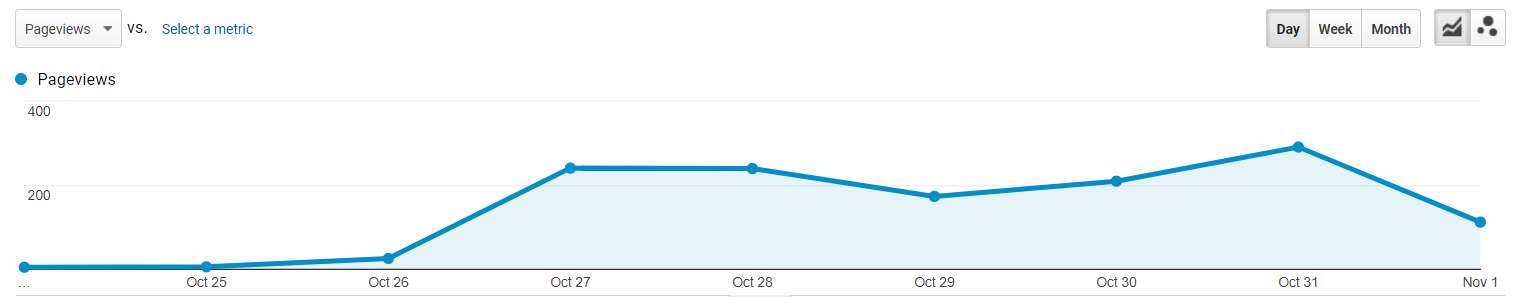 Pageviews vs. Select a metric Day Week Month
Pageviews
400
200
... Oct 25 Oct 26 Oct 27 Oct 28 Oct 29 Oct 30 Oct 31 Nov 1